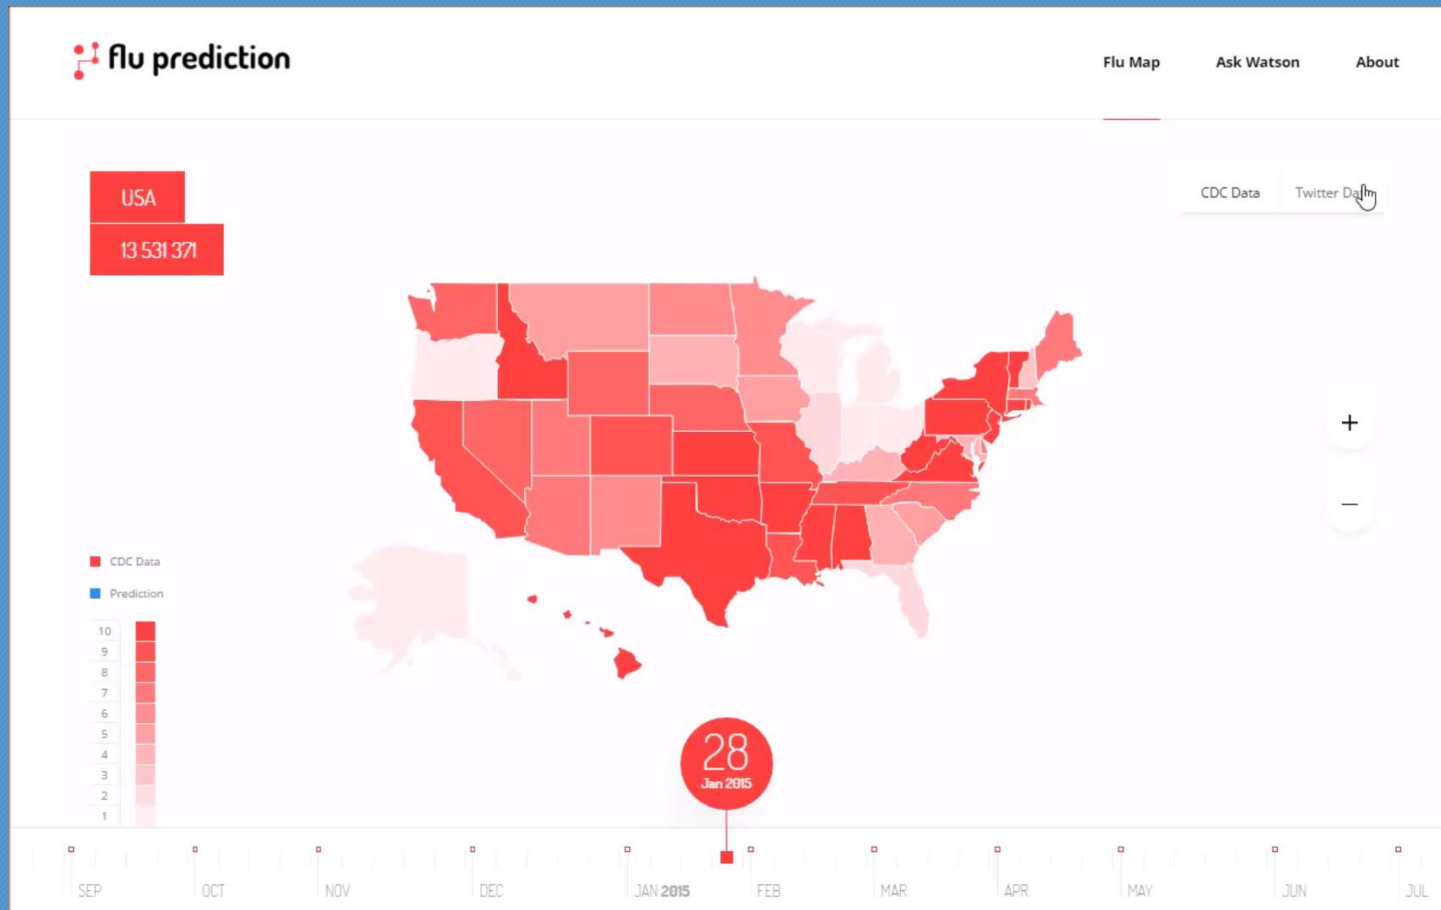 flu prediction
Flu Map
Ask Watson
About
USA
13 531 371
CDC Data
Twitter
CDC Data
Prediction
10
9
8
7
6
5
4
3
2
1
28
Jan 2015
SEP
OCT
NOV
DEC
JAN 2015
FEB
MAR
APR
MAY
JUN
JUL